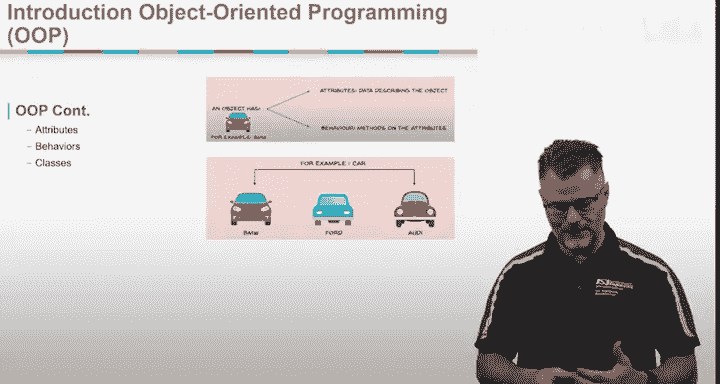 Introduction Object-Oriented Programming
(OOP)
OOP Cont.
– Attributes
– Behaviors
– Classes
ATTRIBUTES: DATA DESCRIBING THE OBJECT
AN OBJECT HAS:
BEHAVIOUR: METHODS ON THE ATTRIBUTES
FOR EXAMPLE: BMW
FOR EXAMPLE : CAR
BMW
FORD
AUDI